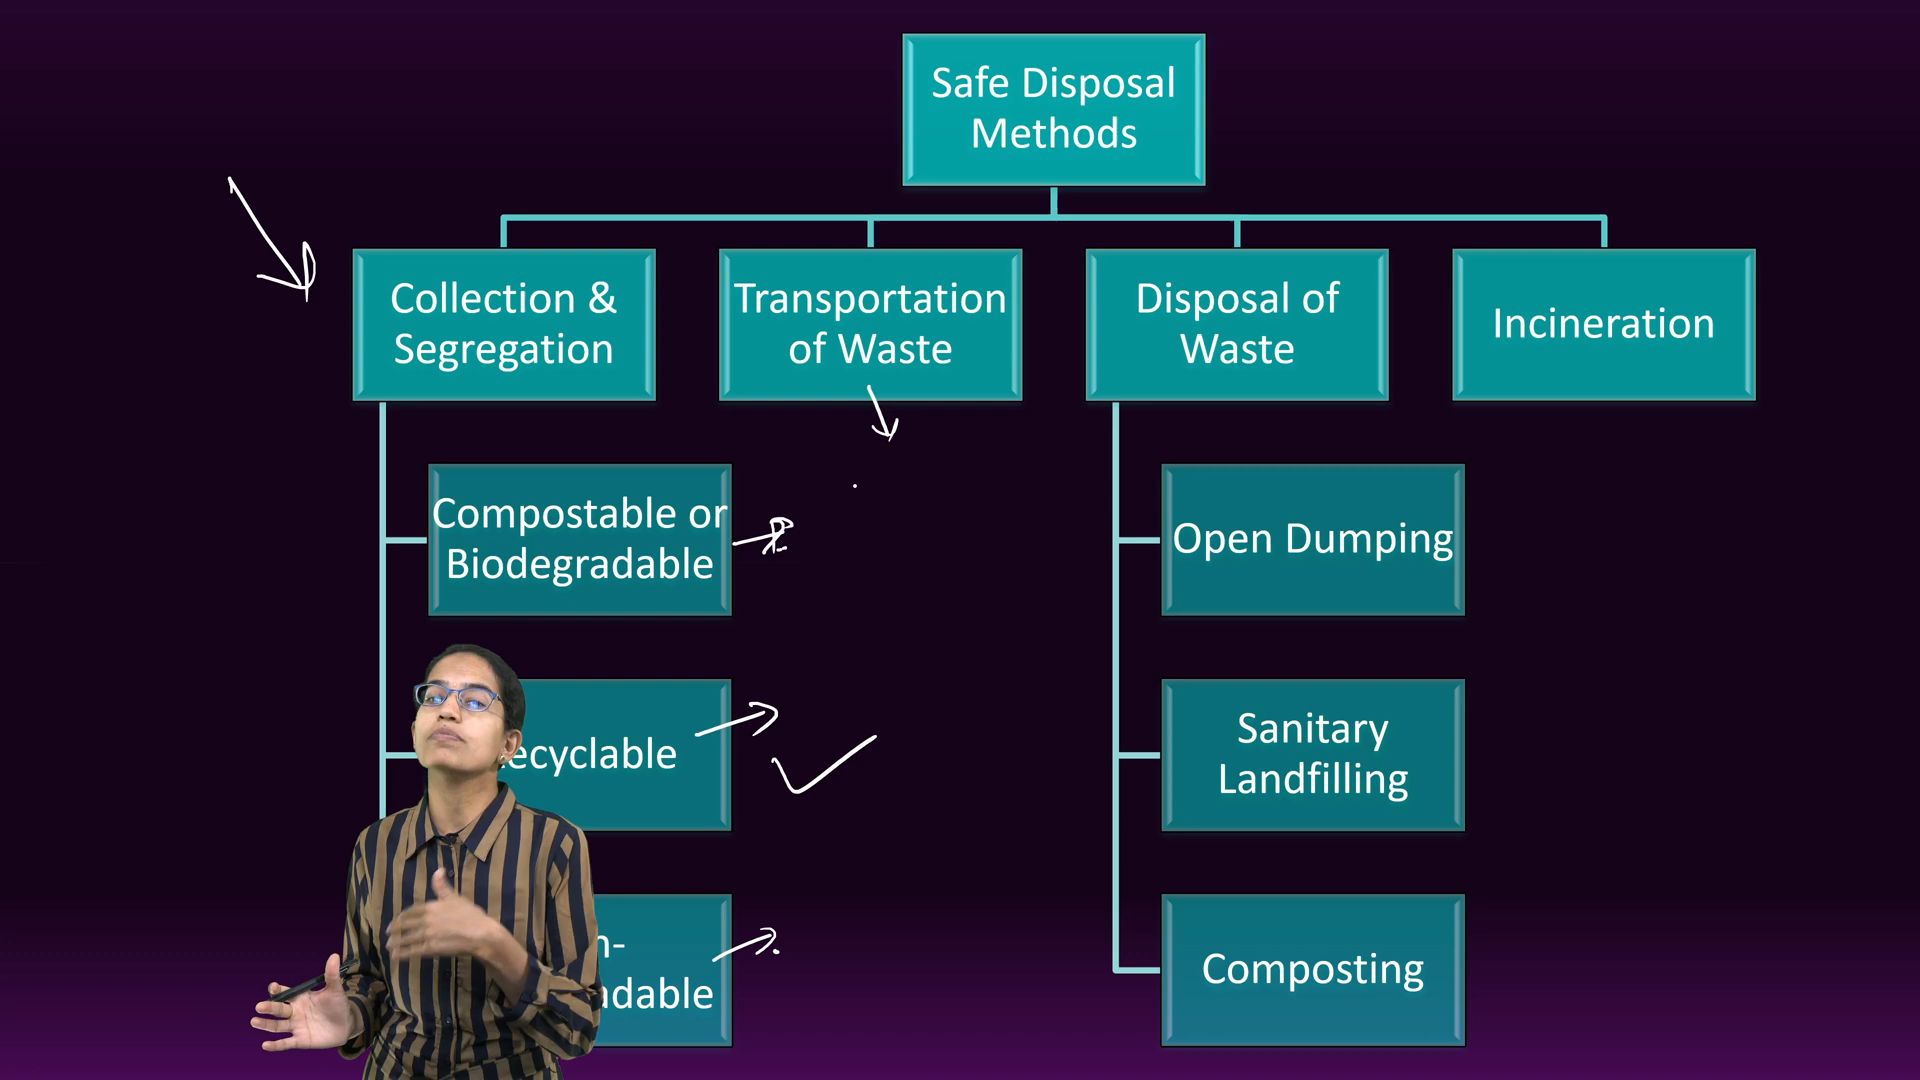 Safe Disposal
Methods
Collection &
Segregation
Transportation
of Waste
Disposal of
Waste
Incineration
Compostable or
Biodegradable
Open Dumping
ecyclable
Sanitary
Landfilling
n-
adable
Composting